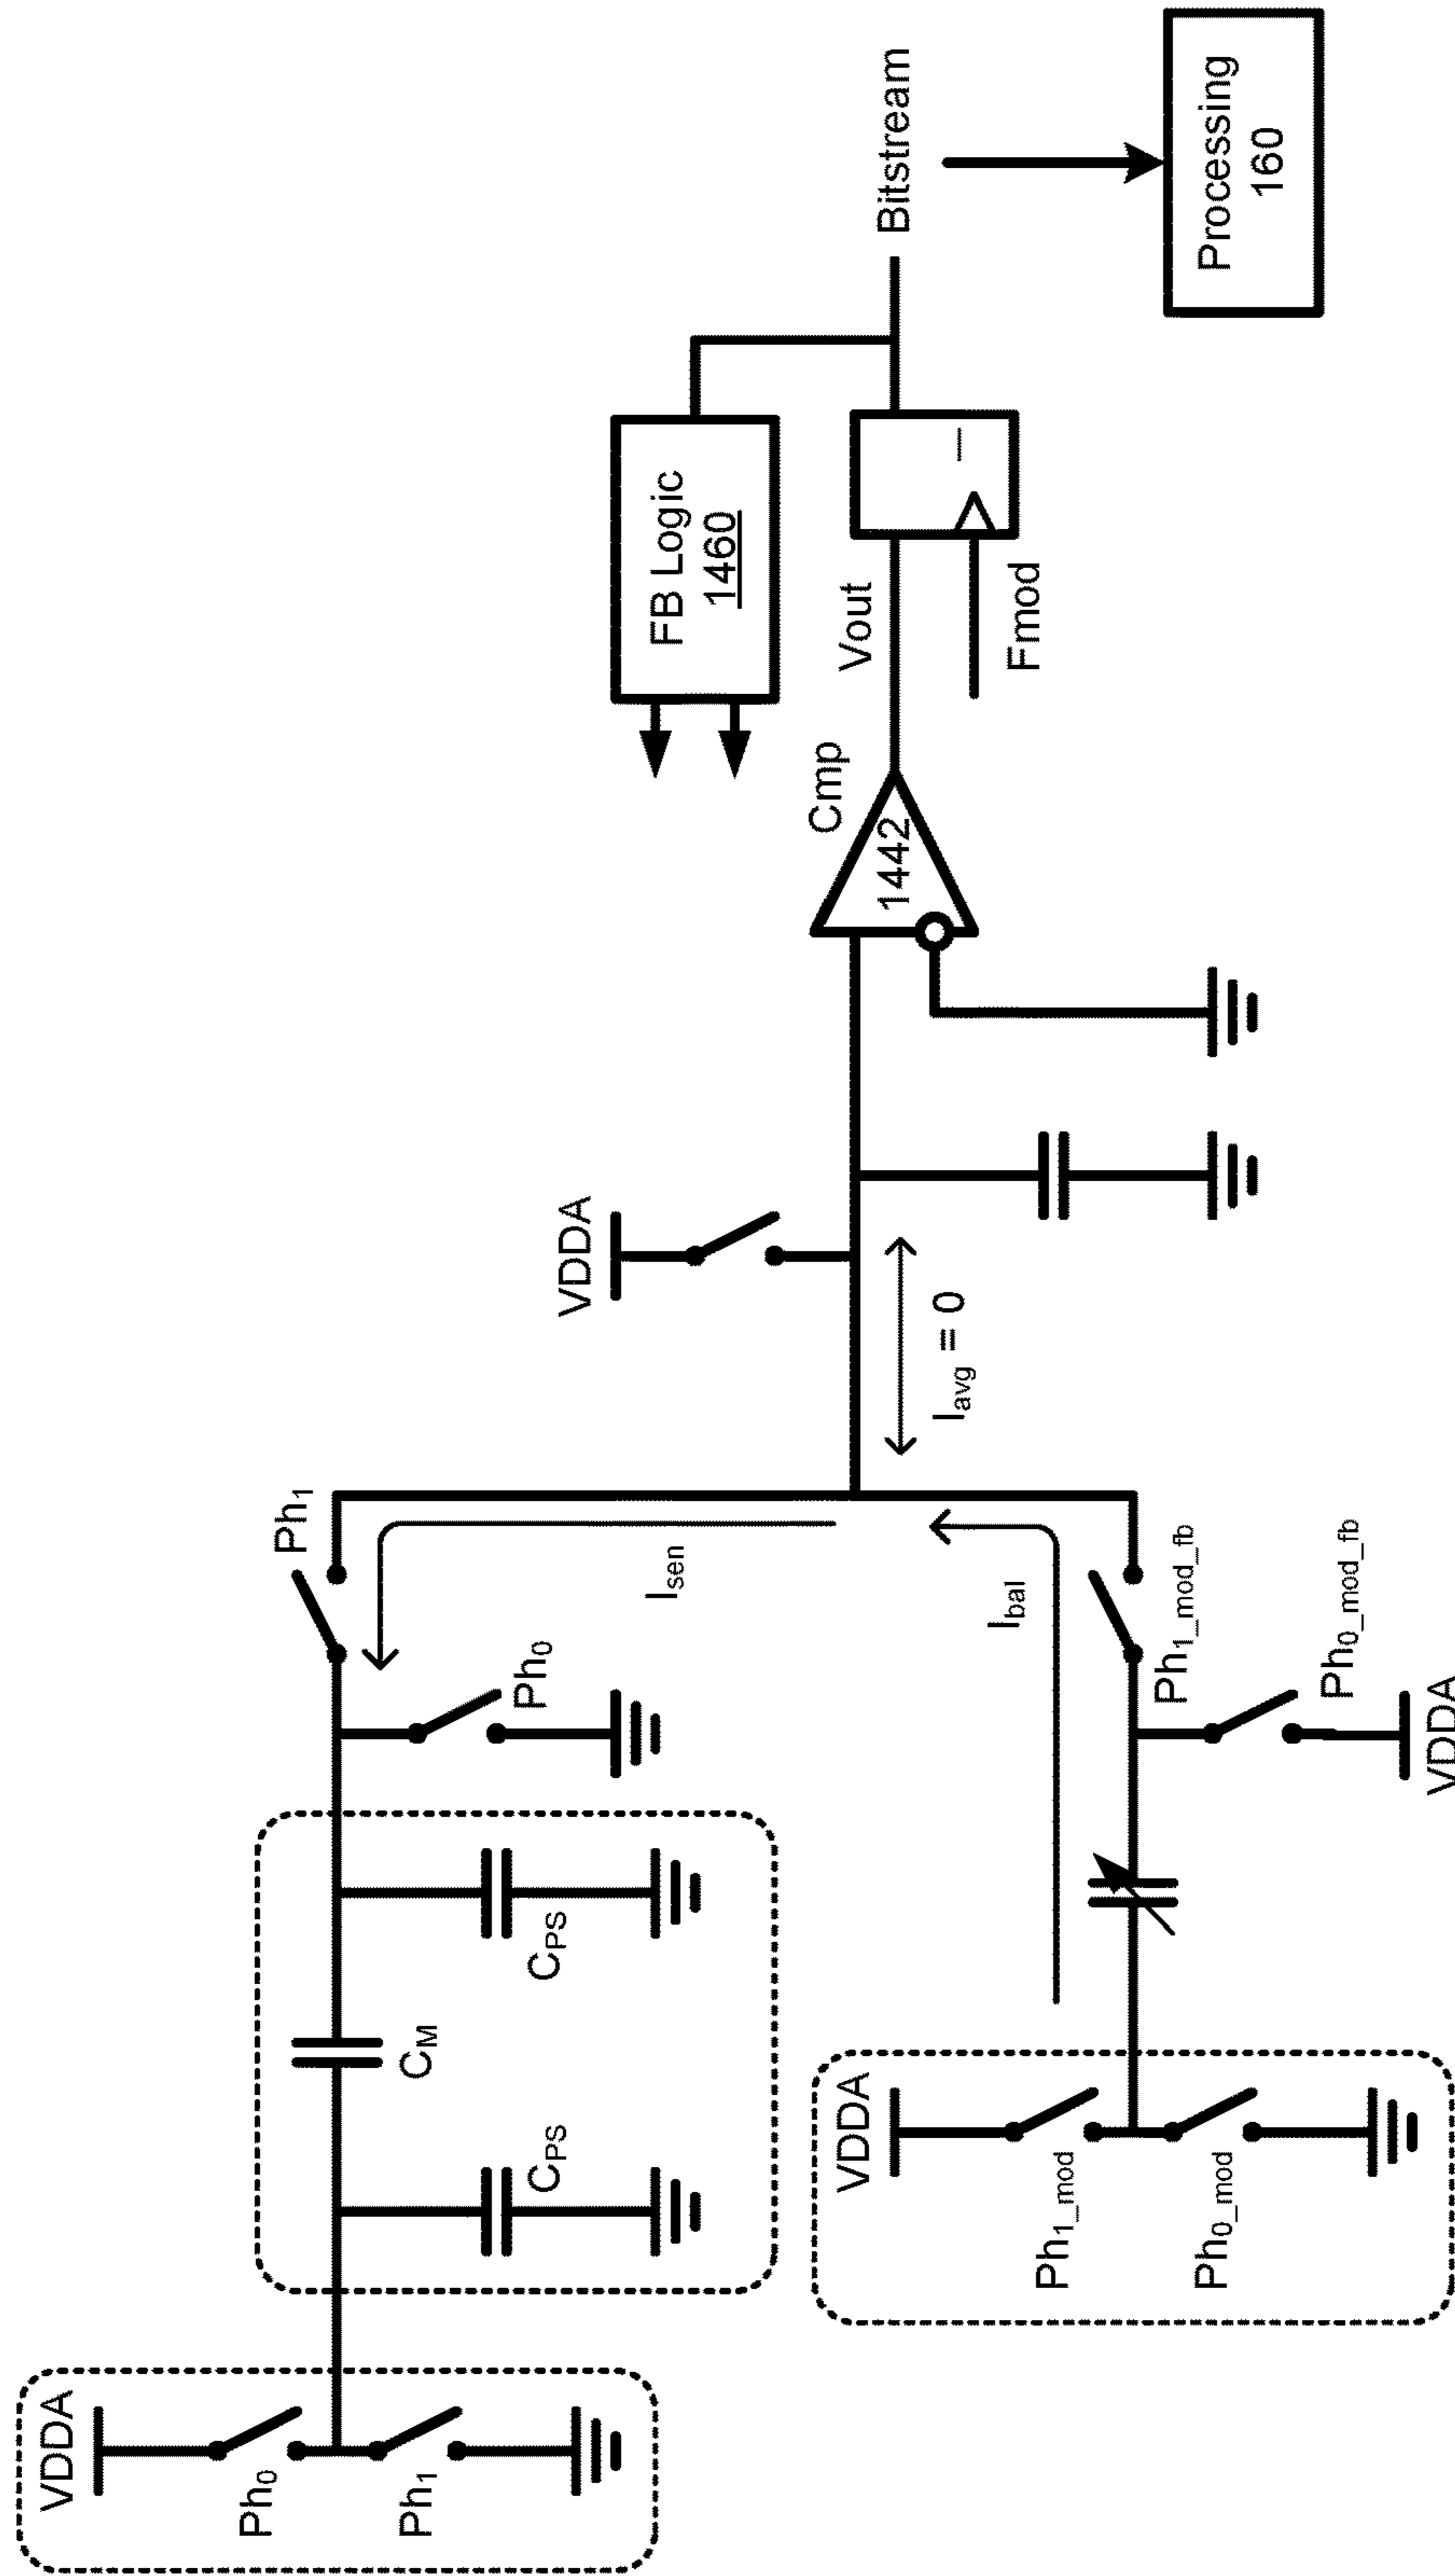 VDDA
Ph0
Ph1
CPS
CM
CPS
Ph0
Ph1
Isen
VDDA
Ph1_mod
Ph0_mod
Ibal
Ph1_mod_fb
Ph0_mod_fb
VDDA
Iavg = 0
VDDA
Cmp
1442
Vout
Fmod
FB Logic
1460
Bitstream
Processing
160